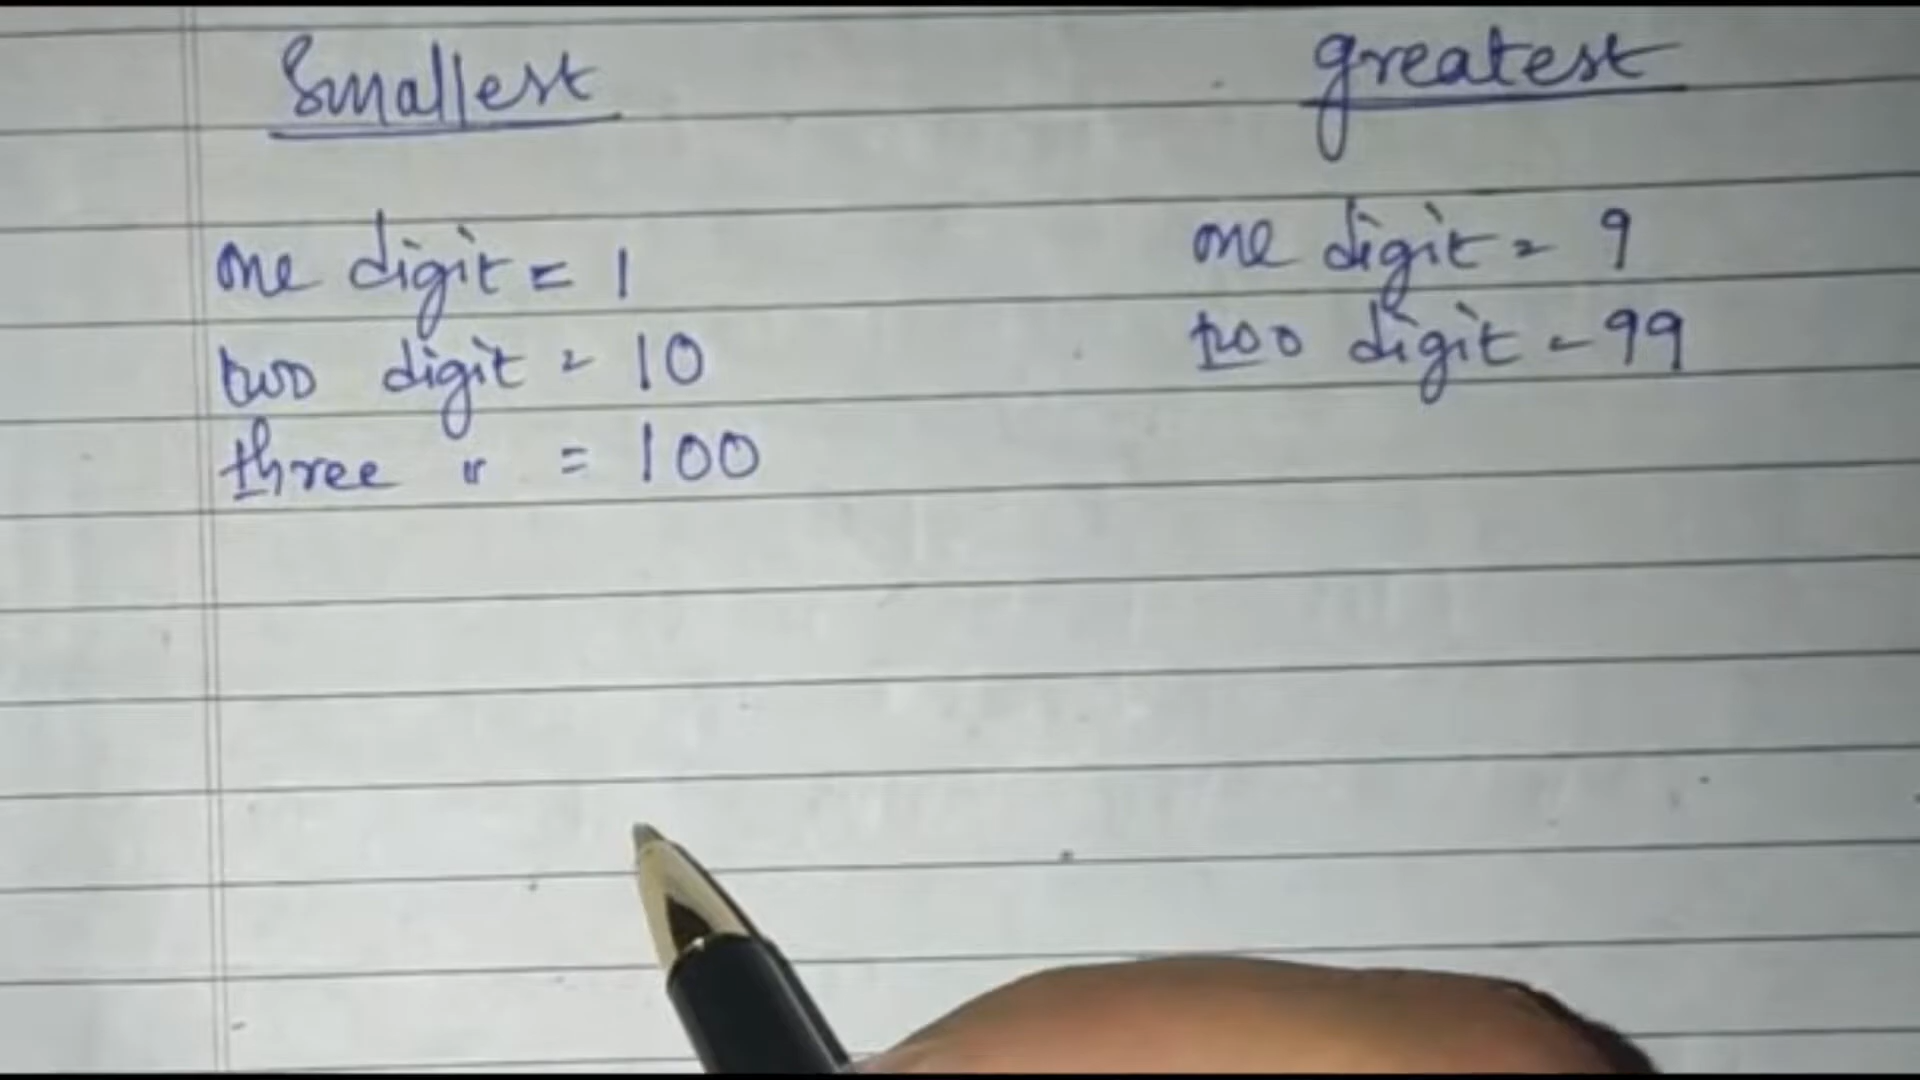 Smallest
greatest
one digit = 1
one digit = 9
two digit = 10
two digit - 99
three " = 100